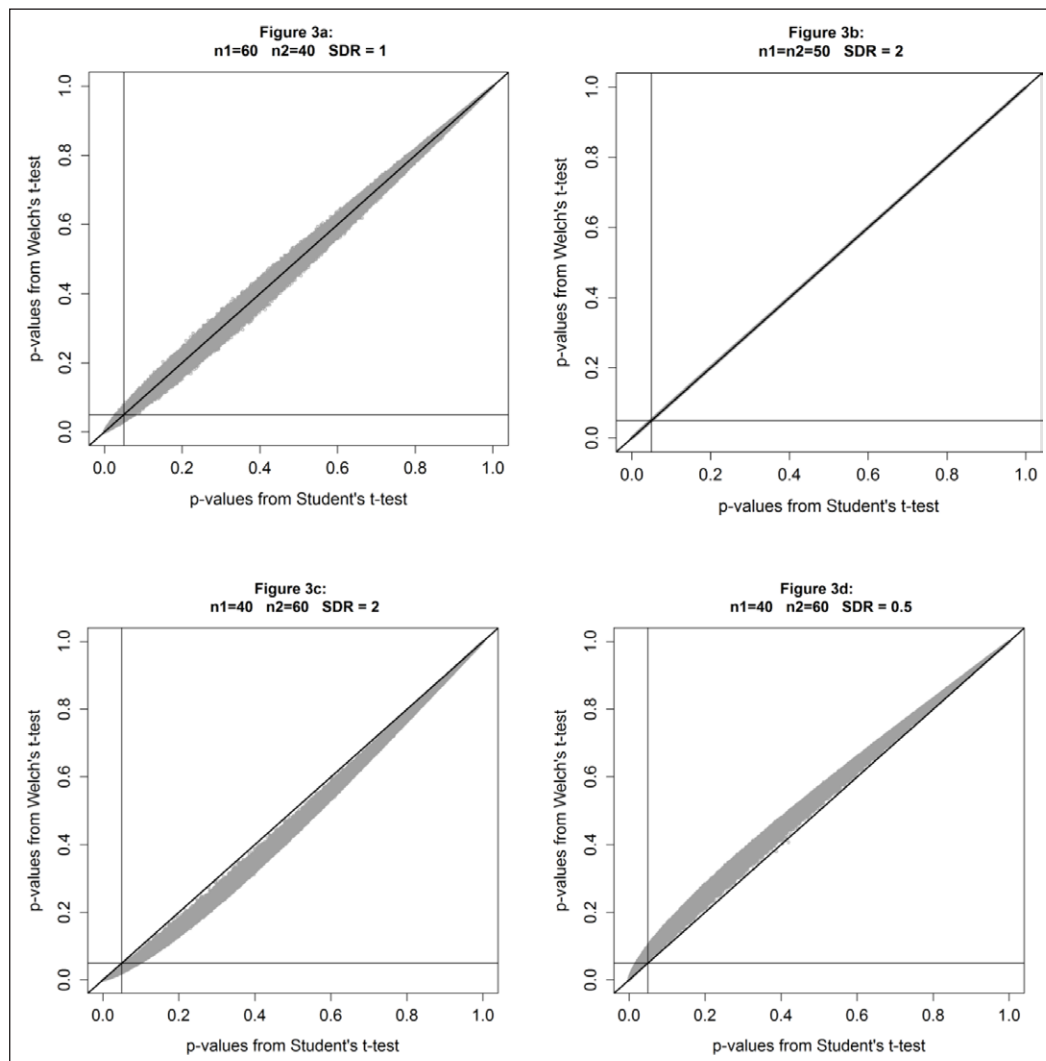 Figure 3a:
n1=60 n2=40 SDR = 1
p-values from Welch's t-test
1.0
0.8
0.6
0.4
0.2
0.0
0.0 0.2 0.4 0.6 0.8 1.0
p-values from Student's t-test
Figure 3b:
n1=n2=50 SDR = 2
p-values from Welch's t-test
1.0
0.8
0.6
0.4
0.2
0.0
0.0 0.2 0.4 0.6 0.8 1.0
p-values from Student's t-test
Figure 3c:
n1=40 n2=60 SDR = 2
p-values from Welch's t-test
1.0
0.8
0.6
0.4
0.2
0.0
0.0 0.2 0.4 0.6 0.8 1.0
p-values from Student's t-test
Figure 3d:
n1=40 n2=60 SDR = 0.5
p-values from Welch's t-test
1.0
0.8
0.6
0.4
0.2
0.0
0.0 0.2 0.4 0.6 0.8 1.0
p-values from Student's t-test